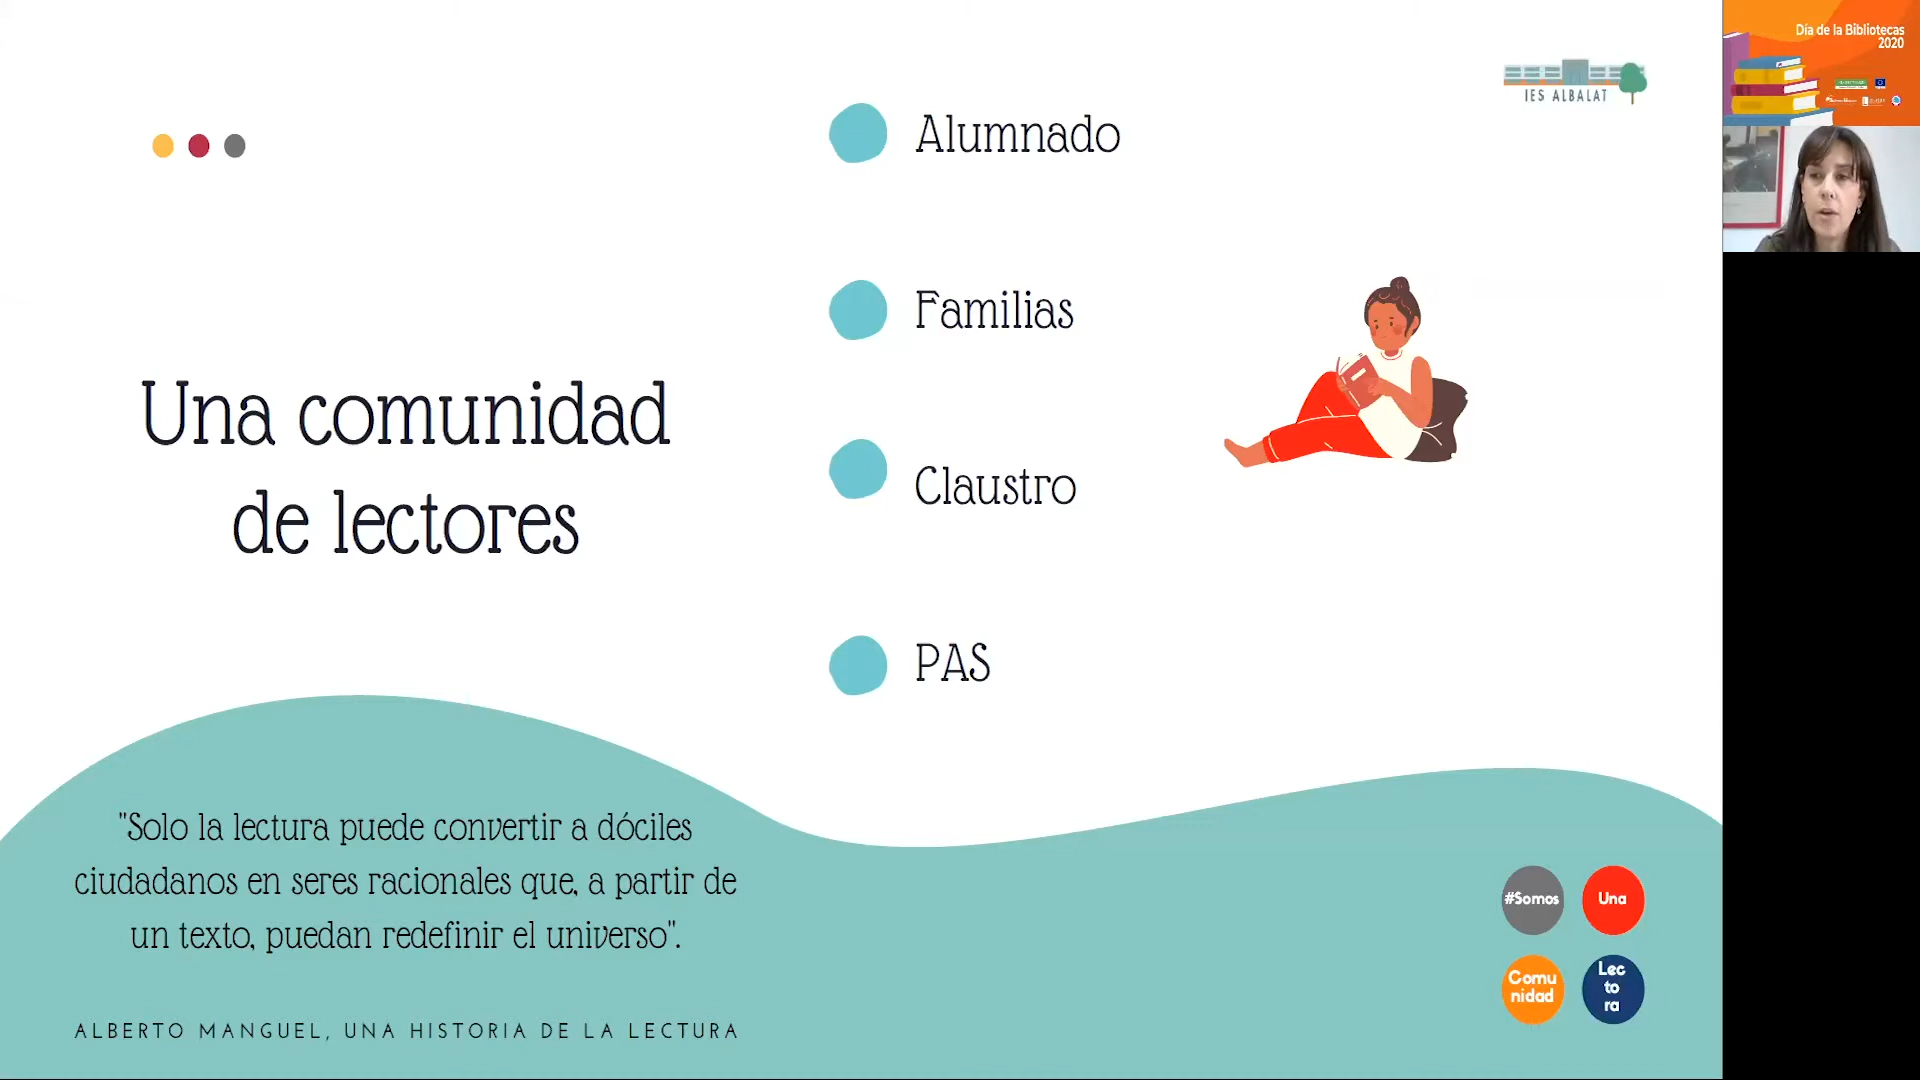 IES ALBALAT
Una comunidad
de lectores
Alumnado
Familias
Claustro
PAS
"Solo la lectura puede convertir a dóciles
ciudadanos en seres racionales que, a partir de
un texto, puedan redefinir el universo".
ALBERTO MANGUEL, UNA HISTORIA DE LA LECTURA
#Somos
Una
Comu
nidad
Lec
to
ra
Día de la Bibliotecas
2020